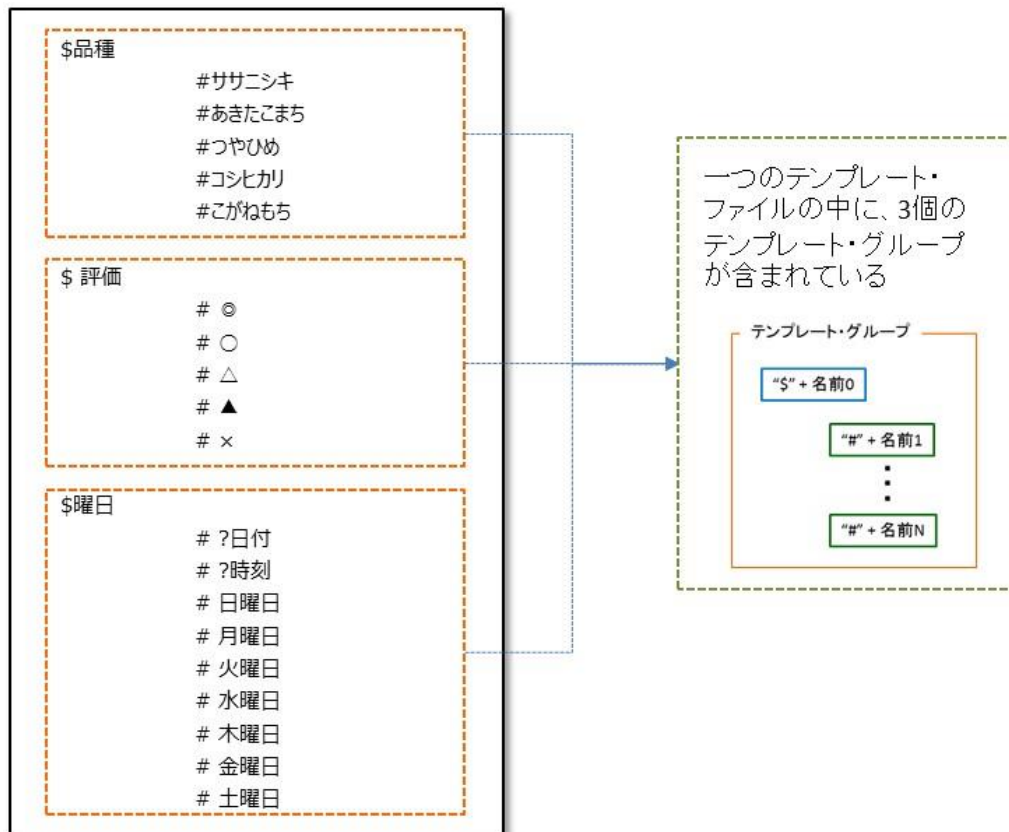 $品種
#ササニシキ
#あきたこまち
#つやひめ
#コシヒカリ
#こがねもち
$ 評価
# ◎
# ○
# △
# ▲
# ×
$曜日
# ?日付
# ?時刻
# 日曜日
# 月曜日
# 火曜日
# 水曜日
# 木曜日
# 金曜日
# 土曜日
一つのテンプレート・
ファイルの中に、3個の
テンプレート・グループ
が含まれている
テンプレート・グループ
“$” + 名前0
“#” + 名前1
“#” + 名前N